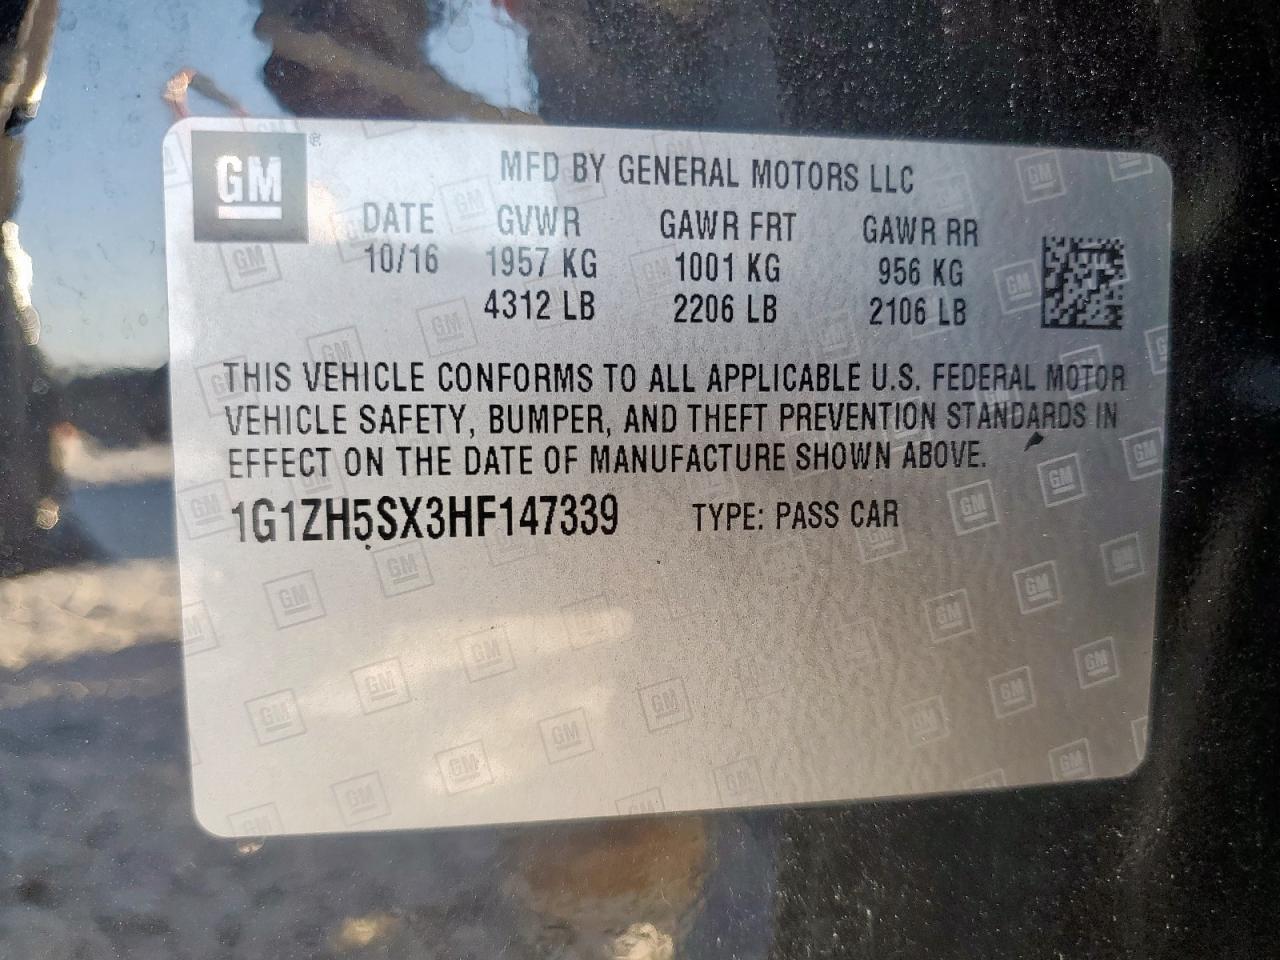 GM
MFD BY GENERAL MOTORS LLC
DATE GVWR GAWR FRT GAWR RR
10/16 1957 KG 1001 KG 956 KG
4312 LB 2206 LB 2106 LB
THIS VEHICLE CONFORMS TO ALL APPLICABLE U.S. FEDERAL MOTOR
VEHICLE SAFETY, BUMPER, AND THEFT PREVENTION STANDARDS IN
EFFECT ON THE DATE OF MANUFACTURE SHOWN ABOVE.
1G1ZH5SX3HF147339 TYPE: PASS CAR